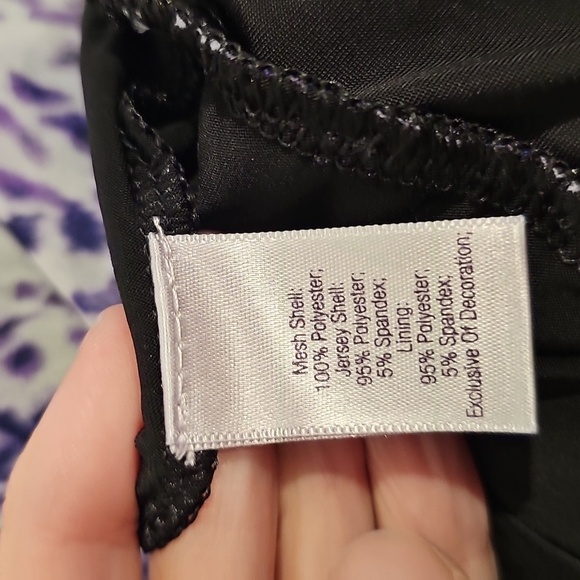 Mesh Shell:
100% Polyester;
Jersey Shell:
95% Polyester;
5% Spandex;
Lining:
95% Polyester;
5% Spandex;
Exclusive Of Decoration;